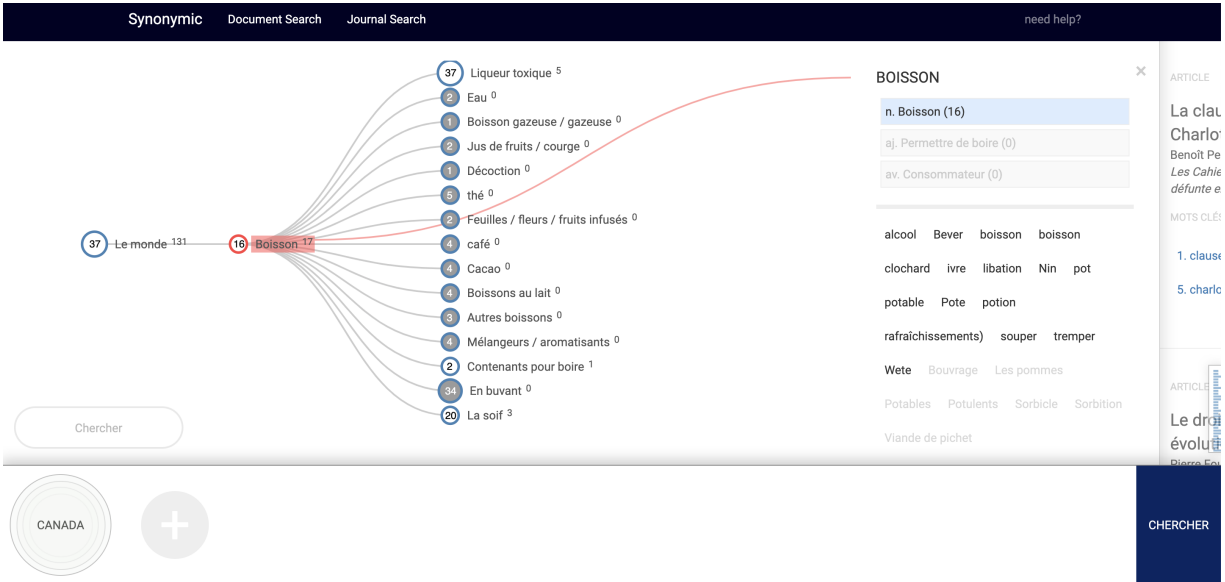 Synonymic Document Search Journal Search need help?
37 Le monde 131
16 Boisson 17
37 Liqueur toxique 5
2 Eau 0
1 Boisson gazeuse / gazeuse 0
2 Jus de fruits / courge 0
1 Décoction 0
5 thé 0
2 Feuilles / fleurs / fruits infusés 0
4 café 0
4 Cacao 0
4 Boissons au lait 0
3 Autres boissons 0
4 Mélangeurs / aromatisants 0
2 Contenants pour boire 1
34 En buvant 0
20 La soif 3
Chercher
BOISSON ×
n. Boisson (16)
aj. Permettre de boire (0)
av. Consommateur (0)
alcool Bever boisson boisson
clochard ivre libation Nin pot
potable Pote potion
rafraîchissements) souper tremper
Wete Bouvrage Les pommes
Potables Potulents Sorbicle Sorbition
Viande de pichet
ARTICLE
La clau
Charlo
Benoît Pe
Les Cahie
défunte e
MOTS CLÉS
1. clause
5. charlo
ARTICLE
Le dro
évolu
CANADA
+
CHERCHER